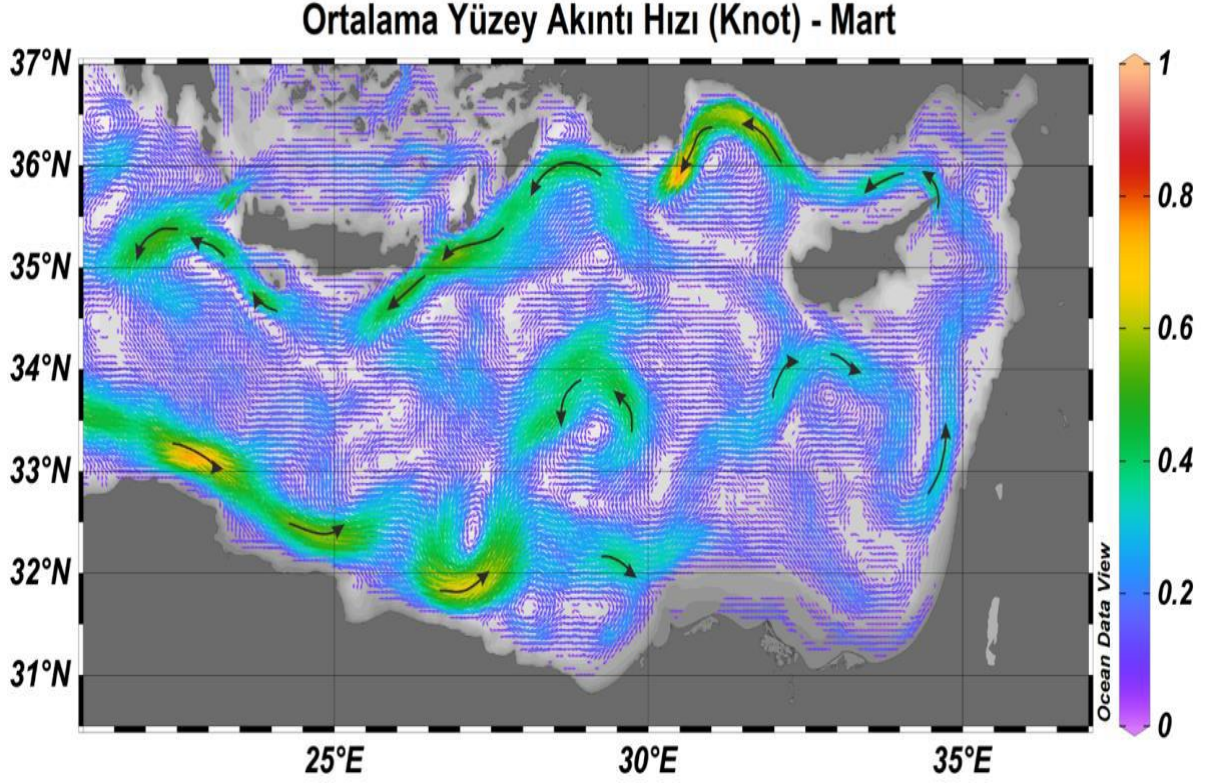 Ortalama Yüzey Akıntı Hızı (Knot) - Mart
37°N
36°N
35°N
34°N
33°N
32°N
31°N
25°E
30°E
35°E
Ocean Data View
1
0.8
0.6
0.4
0.2
0